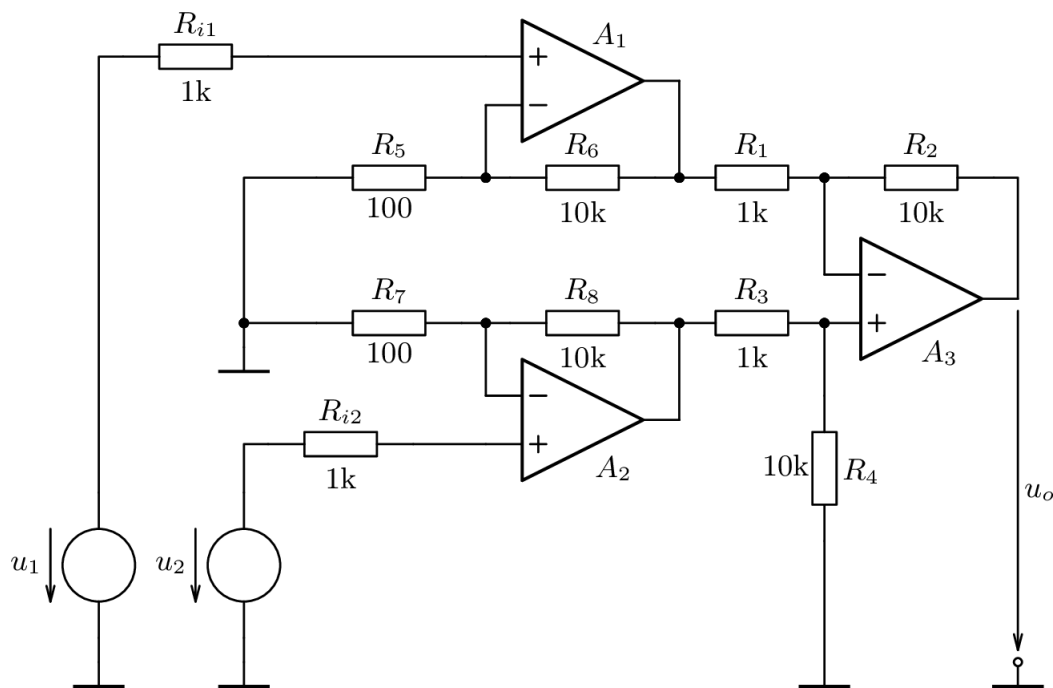 R_{i1}
1k
A_1
+
−
R_5
100
R_6
10k
R_1
1k
R_2
10k
−
+
A_3
R_7
100
R_8
10k
R_3
1k
R_{i2}
1k
−
+
A_2
10k
R_4
u_o
u_1
u_2